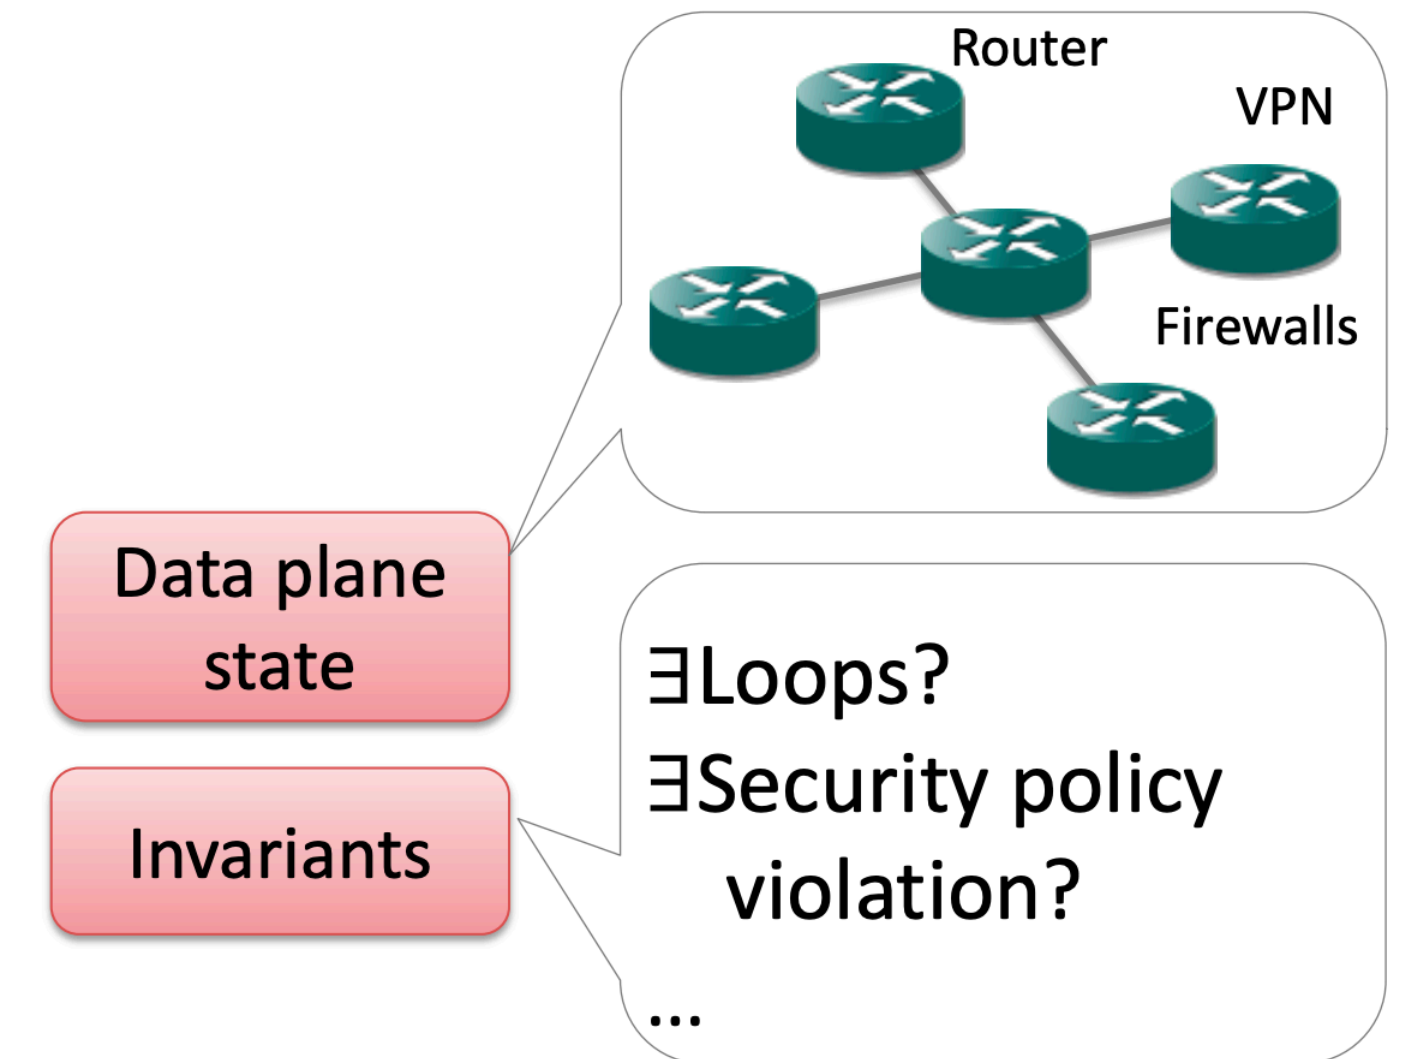 Router
VPN
Firewalls
Data plane
state
∃Loops?
∃Security policy
violation?
Invariants
...